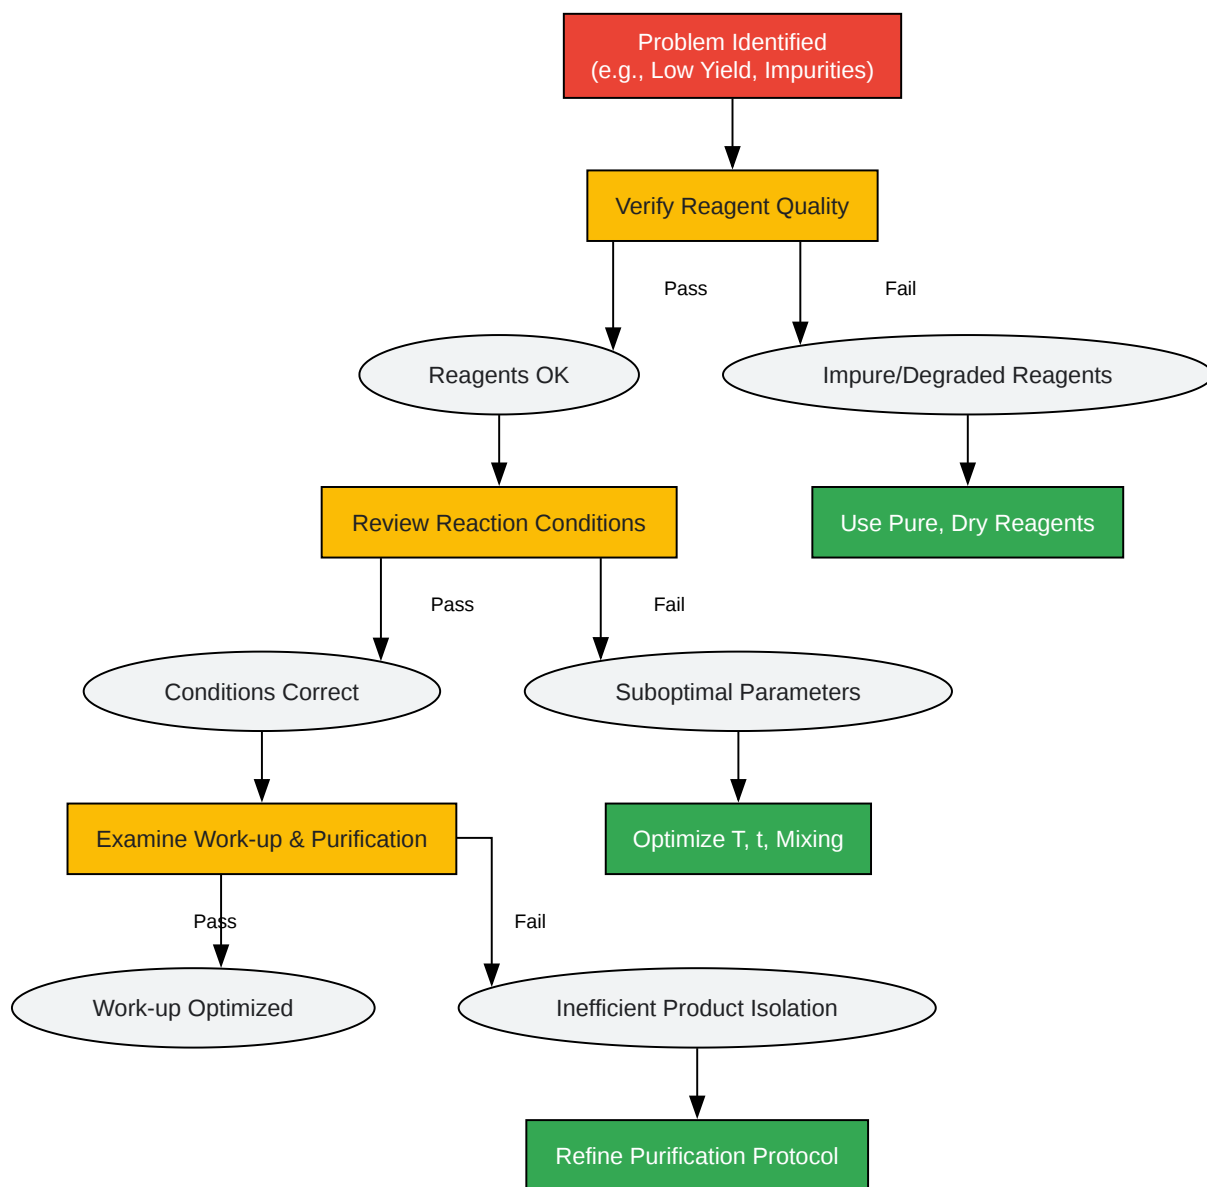 Problem Identified
(e.g., Low Yield, Impurities)
Verify Reagent Quality
Pass
Fail
Reagents OK
Impure/Degraded Reagents
Review Reaction Conditions
Use Pure, Dry Reagents
Pass
Fail
Conditions Correct
Suboptimal Parameters
Examine Work-up & Purification
Optimize T, t, Mixing
Pass
Fail
Work-up Optimized
Inefficient Product Isolation
Refine Purification Protocol